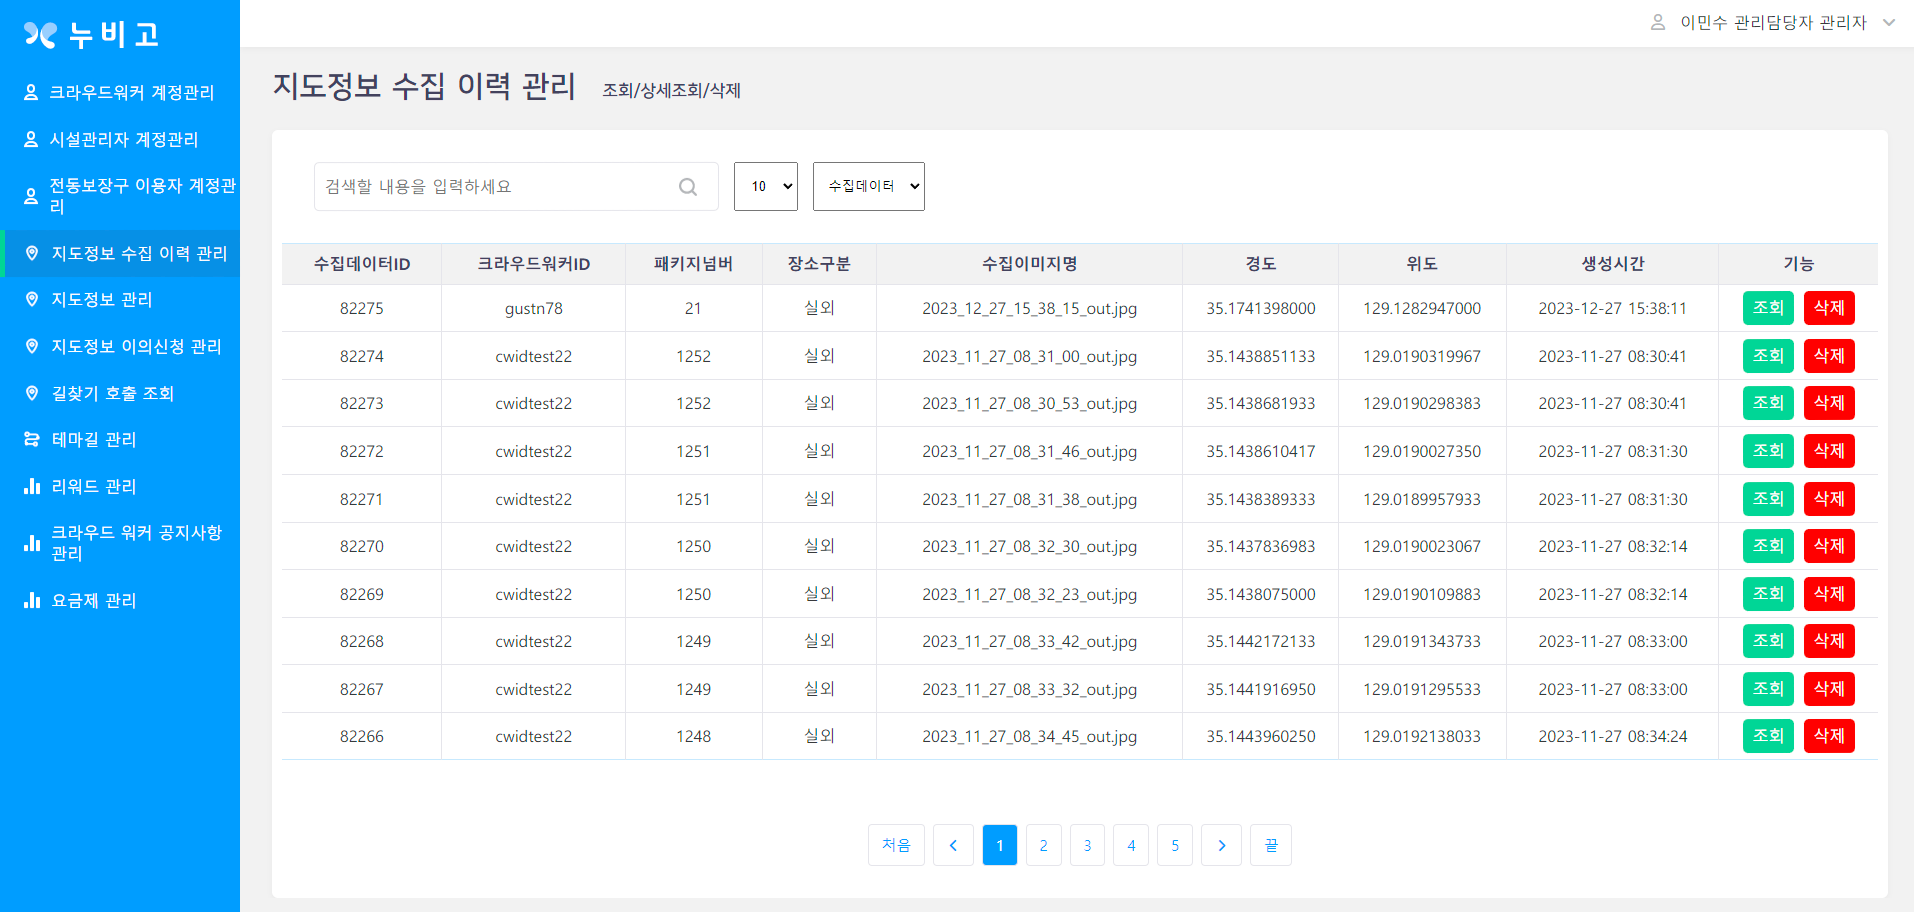 누비고
이민수 관리담당자 관리자
크라우드워커 계정관리
시설관리자 계정관리
전동보장구 이용자 계정관
리
지도정보 수집 이력 관리
지도정보 관리
지도정보 이의신청 관리
길찾기 호출 조회
테마길 관리
리워드 관리
크라우드 워커 공지사항
관리
요금제 관리
지도정보 수집 이력 관리 조회/상세조회/삭제
검색할 내용을 입력하세요 10 수집데이터
수집데이터ID 크라우드워커ID 패키지넘버 장소구분 수집이미지명 경도 위도 생성시간 기능
82275 gustn78 21 실외 2023_12_27_15_38_15_out.jpg 35.1741398000 129.1282947000 2023-12-27 15:38:11 조회 삭제
82274 cwidtest22 1252 실외 2023_11_27_08_31_00_out.jpg 35.1438851133 129.0190319967 2023-11-27 08:30:41 조회 삭제
82273 cwidtest22 1252 실외 2023_11_27_08_30_53_out.jpg 35.1438681933 129.0190298383 2023-11-27 08:30:41 조회 삭제
82272 cwidtest22 1251 실외 2023_11_27_08_31_46_out.jpg 35.1438610417 129.0190027350 2023-11-27 08:31:30 조회 삭제
82271 cwidtest22 1251 실외 2023_11_27_08_31_38_out.jpg 35.1438389333 129.0189957933 2023-11-27 08:31:30 조회 삭제
82270 cwidtest22 1250 실외 2023_11_27_08_32_30_out.jpg 35.1437836983 129.0190023067 2023-11-27 08:32:14 조회 삭제
82269 cwidtest22 1250 실외 2023_11_27_08_32_23_out.jpg 35.1438075000 129.0190109883 2023-11-27 08:32:14 조회 삭제
82268 cwidtest22 1249 실외 2023_11_27_08_33_42_out.jpg 35.1442172133 129.0191343733 2023-11-27 08:33:00 조회 삭제
82267 cwidtest22 1249 실외 2023_11_27_08_33_32_out.jpg 35.1441916950 129.0191295533 2023-11-27 08:33:00 조회 삭제
82266 cwidtest22 1248 실외 2023_11_27_08_34_45_out.jpg 35.1443960250 129.0192138033 2023-11-27 08:34:24 조회 삭제
처음 < 1 2 3 4 5 > 끝